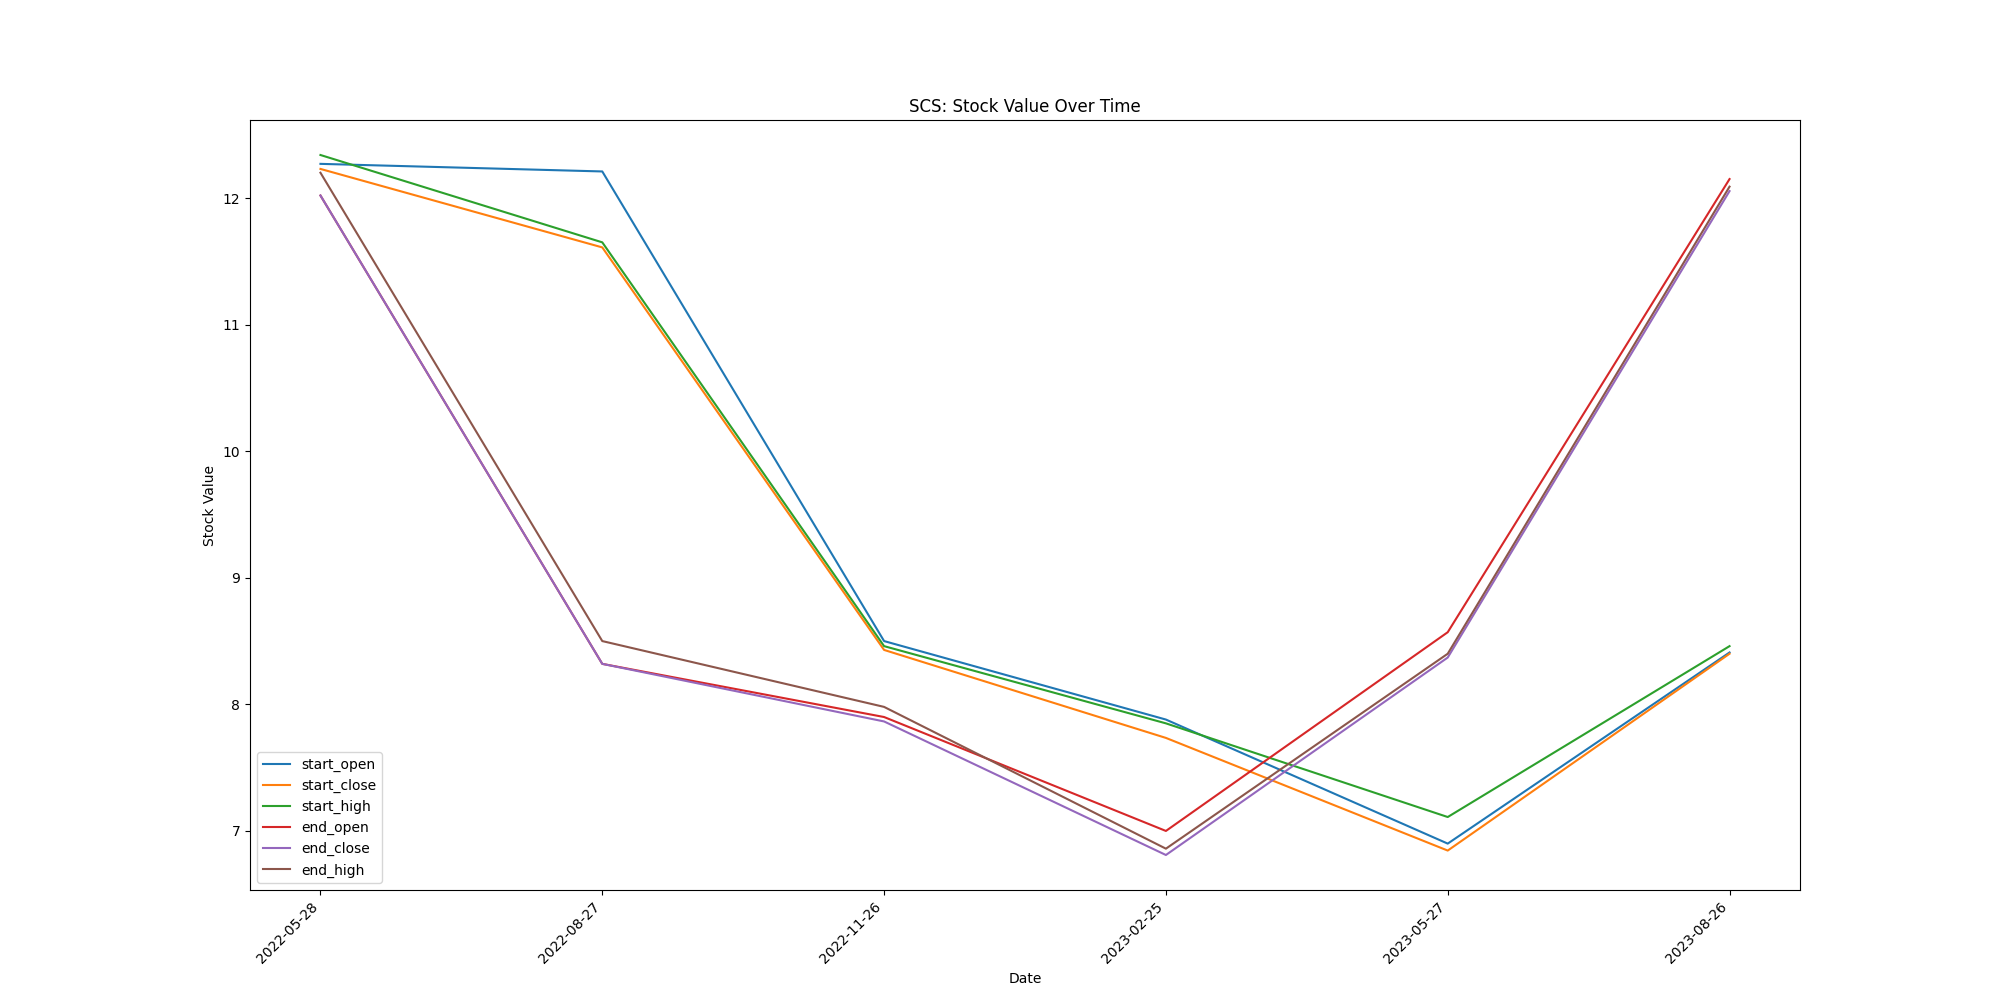 SCS: Stock Value Over Time
Stock Value
12
11
10
9
8
7
start_open
start_close
start_high
end_open
end_close
end_high
2022-05-28
2022-08-27
2022-11-26
2023-02-25
2023-05-27
2023-08-26
Date